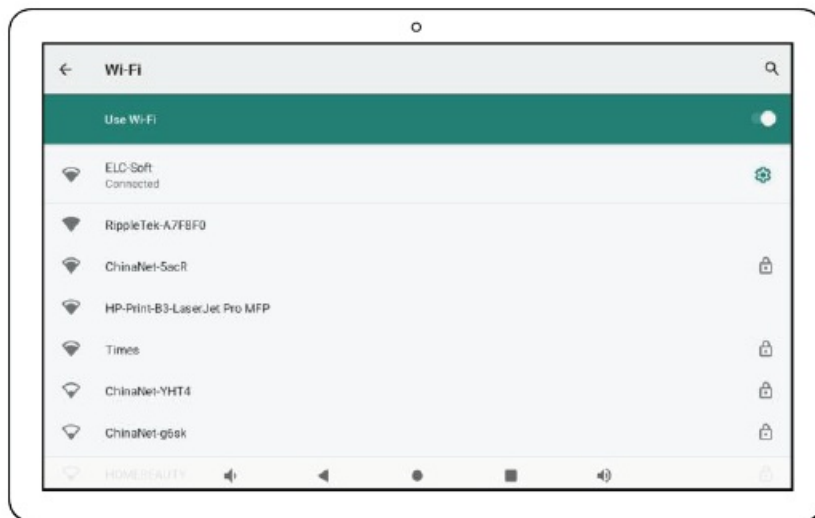 Wi-Fi
Use Wi-Fi
ELC-Soft
Connected
RippleTek-A7F8F0
ChinaNet-5acR
HP-Print-B3-LaserJet Pro MFP
Times
ChinaNet-YHT4
ChinaNet-g6sk
HOMEBEAUTY